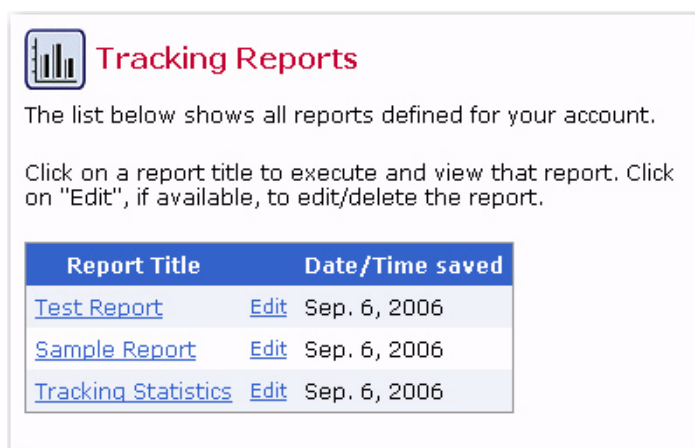 Tracking Reports
The list below shows all reports defined for your account.
Click on a report title to execute and view that report. Click
on "Edit", if available, to edit/delete the report.
Report Title Date/Time saved
Test Report Edit Sep. 6, 2006
Sample Report Edit Sep. 6, 2006
Tracking Statistics Edit Sep. 6, 2006